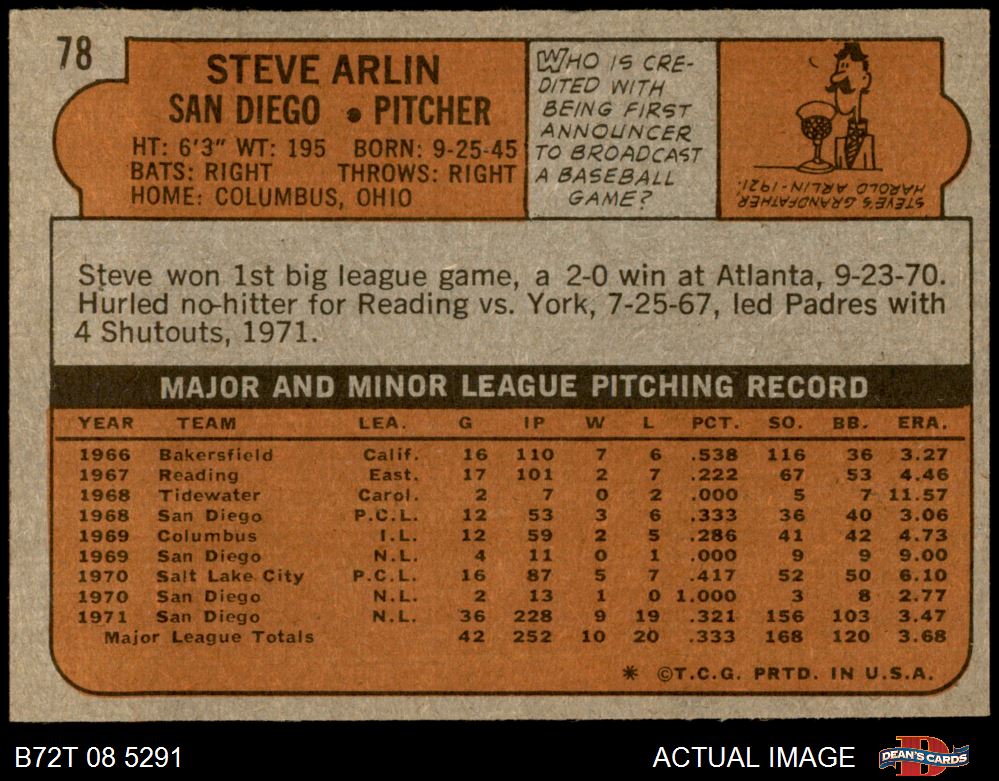 78
STEVE ARLIN
SAN DIEGO • PITCHER
HT: 6'3" WT: 195 BORN: 9-25-45
BATS: RIGHT THROWS: RIGHT
HOME: COLUMBUS, OHIO
WHO IS CRE-
DITED WITH
BEING FIRST
ANNOUNCER
TO BROADCAST
A BASEBALL
GAME?
STEVE'S GRANDFATHER
HAROLD ARLIN - 1921.
Steve won 1st big league game, a 2-0 win at Atlanta, 9-23-70.
Hurled no-hitter for Reading vs. York, 7-25-67, led Padres with
4 Shutouts, 1971.
MAJOR AND MINOR LEAGUE PITCHING RECORD
YEAR TEAM LEA. G IP W L PCT. SO. BB. ERA.
1966 Bakersfield Calif. 16 110 7 6 .538 116 36 3.27
1967 Reading East. 17 101 2 7 .222 67 53 4.46
1968 Tidewater Carol. 2 7 0 2 .000 5 7 11.57
1968 San Diego P.C.L. 12 53 3 6 .333 36 40 3.06
1969 Columbus I.L. 12 59 2 5 .286 41 42 4.73
1969 San Diego N.L. 4 11 0 1 .000 9 9 9.00
1970 Salt Lake City P.C.L. 16 87 5 7 .417 52 50 6.10
1970 San Diego N.L. 2 13 1 0 1.000 3 8 2.77
1971 San Diego N.L. 36 228 9 19 .321 156 103 3.47
Major League Totals 42 252 10 20 .333 168 120 3.68
* ©T.C.G. PRTD. IN U.S.A.
B72T 08 5291
ACTUAL IMAGE
DEAN'S CARDS